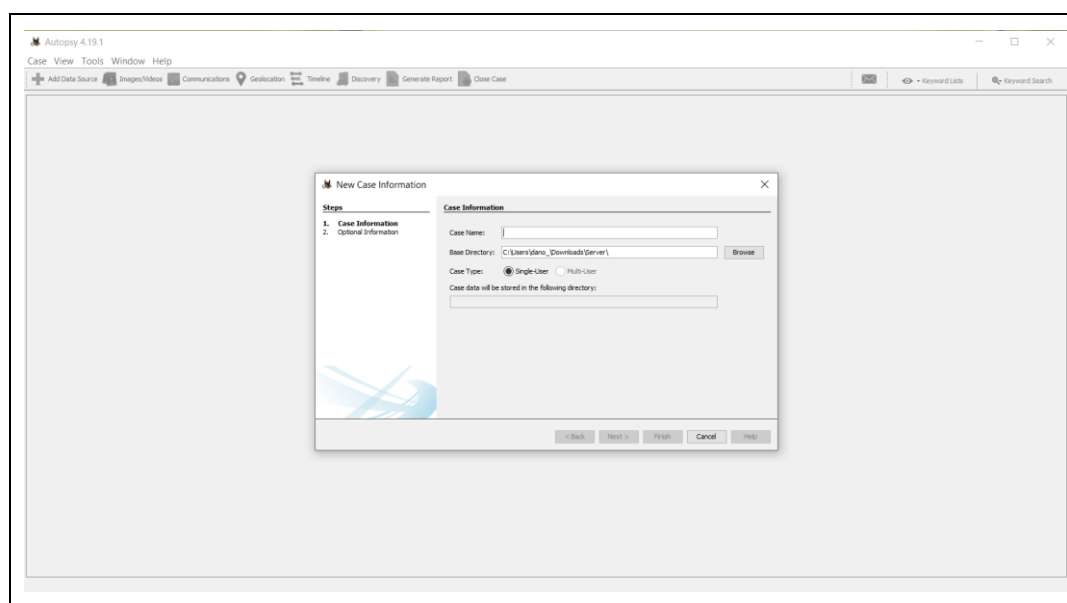 Autopsy 4.19.1
Case View Tools Window Help
Add Data Source Images/Videos Communications Geolocation Timeline Discovery Generate Report Close Case Keyword Lists Keyword Search
New Case Information
Steps
1. Case Information
2. Optional Information
Case Information
Case Name:
Base Directory: C:\Users\dano_\Downloads\Server\ Browse
Case Type: Single-User Multi-User
Case data will be stored in the following directory:
< Back Next > Finish Cancel Help